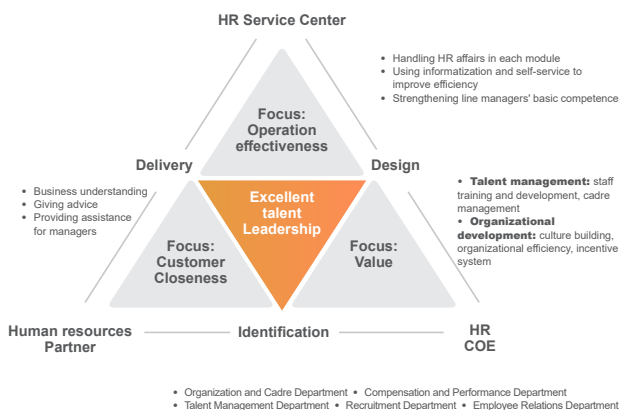 HR Service Center
• Handling HR affairs in each module
• Using informatization and self-service to
improve efficiency
• Strengthening line managers' basic competence
Focus:
Operation
effectiveness
Delivery
Design
• Business understanding
• Giving advice
• Providing assistance
for managers
Excellent
talent
Leadership
• Talent management: staff
training and development, cadre
management
• Organizational
development: culture building,
organizational efficiency, incentive
system
Focus:
Customer
Closeness
Focus:
Value
Human resources
Partner
Identification
HR
COE
• Organization and Cadre Department • Compensation and Performance Department
• Talent Management Department • Recruitment Department • Employee Relations Department